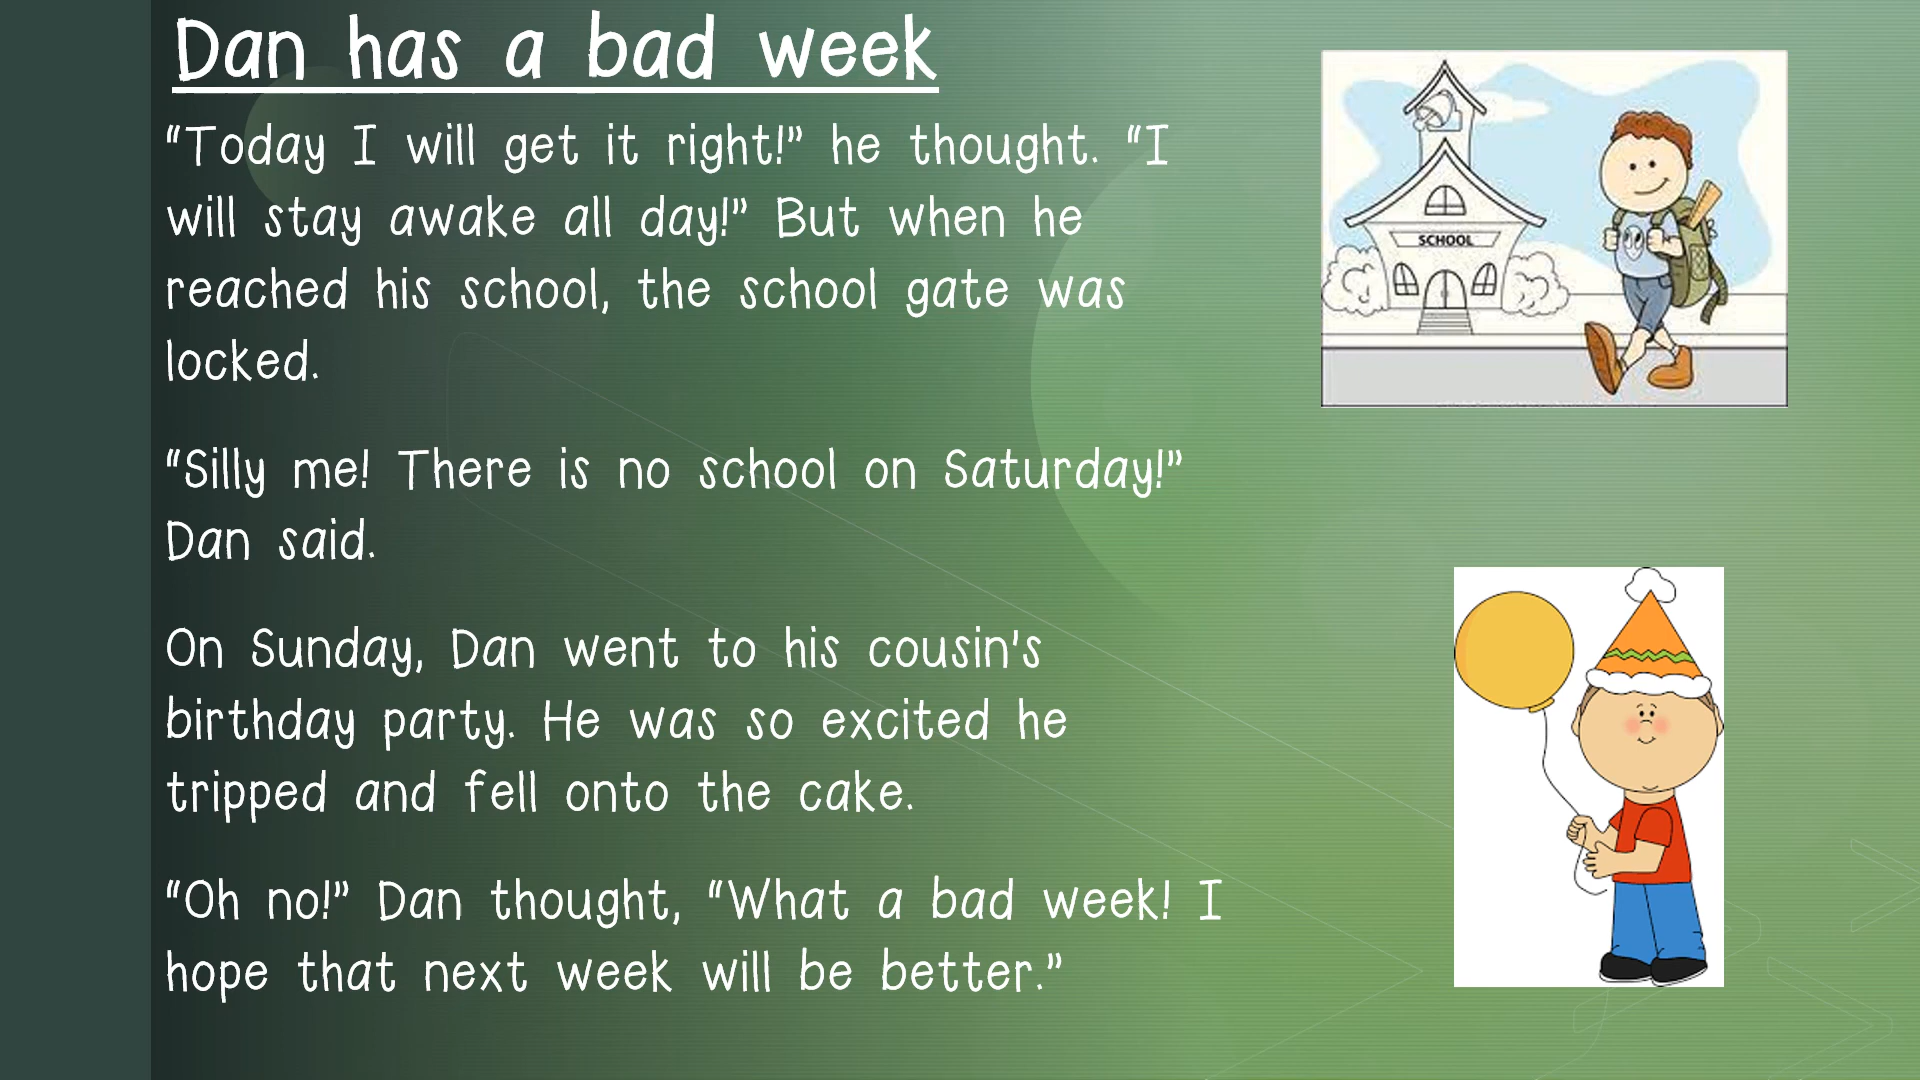 Dan has a bad week
“Today I will get it right!” he thought. “I
will stay awake all day!” But when he
reached his school, the school gate was
locked.
“Silly me! There is no school on Saturday!”
Dan said.
On Sunday, Dan went to his cousin's
birthday party. He was so excited he
tripped and fell onto the cake.
“Oh no!” Dan thought, “What a bad week! I
hope that next week will be better.”
SCHOOL